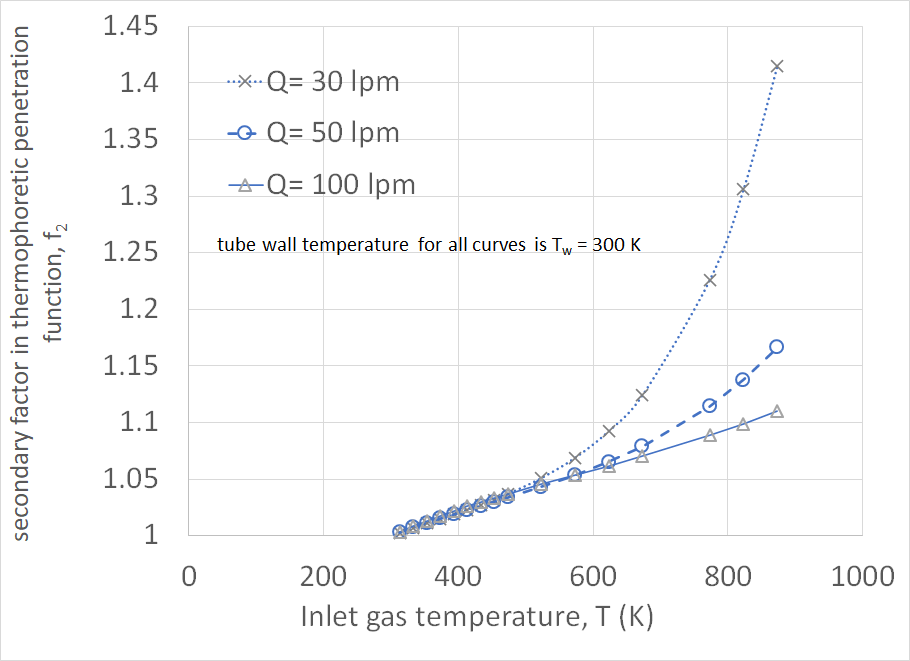 secondary factor in thermophoretic penetration
function, f₂
1.45
1.4
1.35
1.3
1.25
1.2
1.15
1.1
1.05
1
Q= 30 lpm
Q= 50 lpm
Q= 100 lpm
tube wall temperature for all curves is Tw = 300 K
0 200 400 600 800 1000
Inlet gas temperature, T (K)